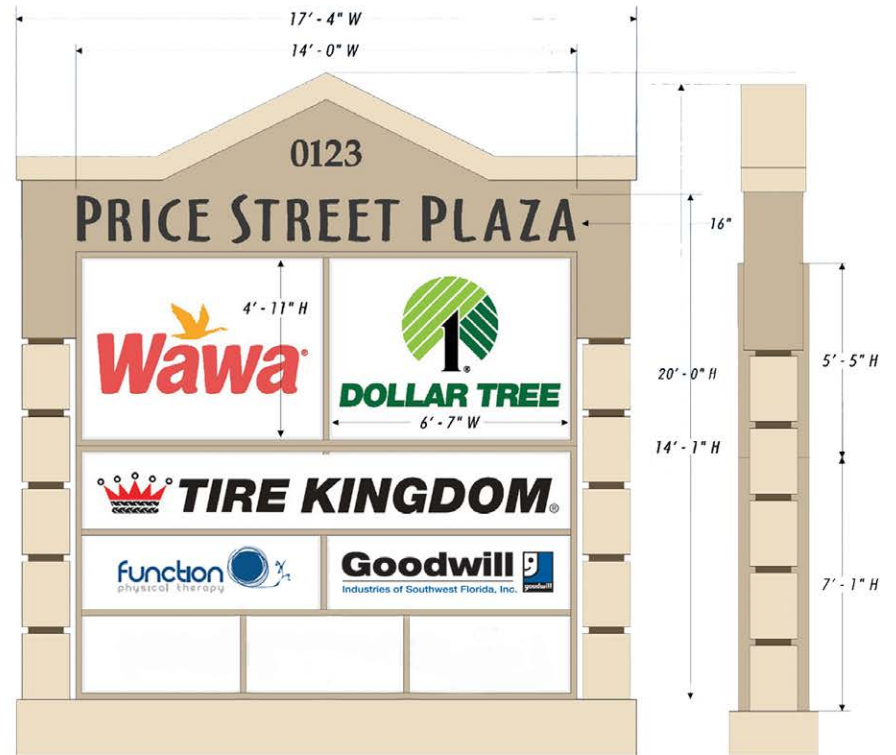 17' - 4" W
14' - 0" W
0123
PRICE STREET PLAZA
16"
4' - 11" H
Wawa®
1®
DOLLAR TREE
6' - 7" W
20' - 0" H
14' - 1" H
5' - 5" H
TIRE KINGDOM®
function
physical therapy
Goodwill
Industries of Southwest Florida, Inc.
g
goodwill
7' - 1" H